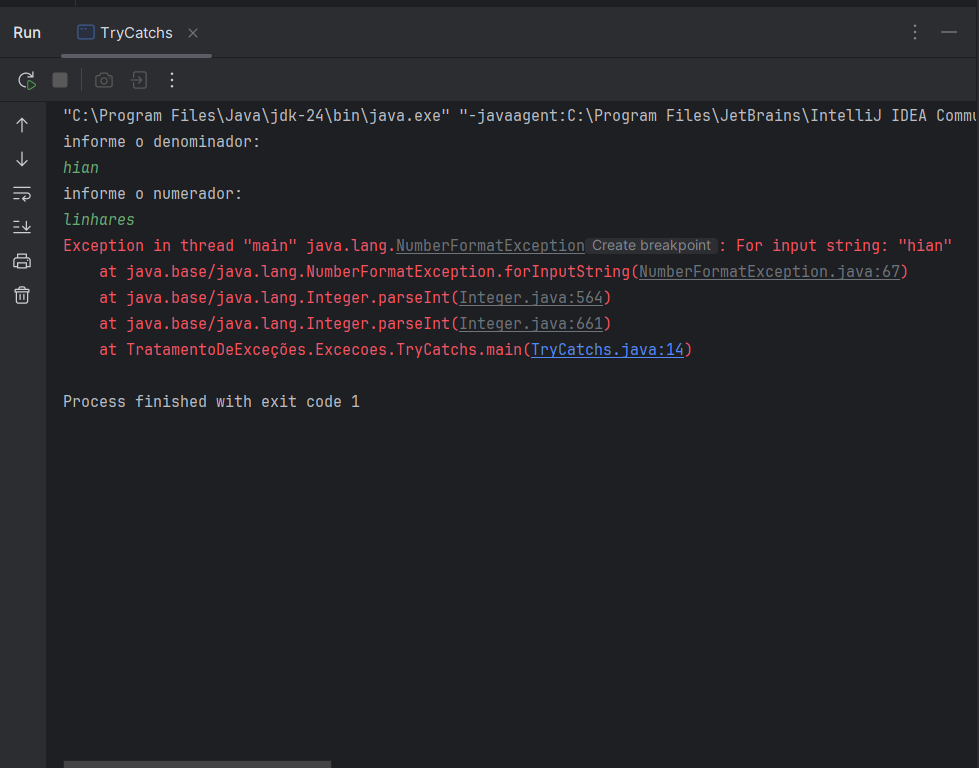 Run
TryCatchs
"C:\Program Files\Java\jdk-24\bin\java.exe" "-javaagent:C:\Program Files\JetBrains\IntelliJ IDEA Commu
informe o denominador:
hian
informe o numerador:
linhares
Exception in thread "main" java.lang.NumberFormatException Create breakpoint : For input string: "hian"
at java.base/java.lang.NumberFormatException.forInputString(NumberFormatException.java:67)
at java.base/java.lang.Integer.parseInt(Integer.java:564)
at java.base/java.lang.Integer.parseInt(Integer.java:661)
at TratamentoDeExceções.Excecoes.TryCatchs.main(TryCatchs.java:14)
Process finished with exit code 1